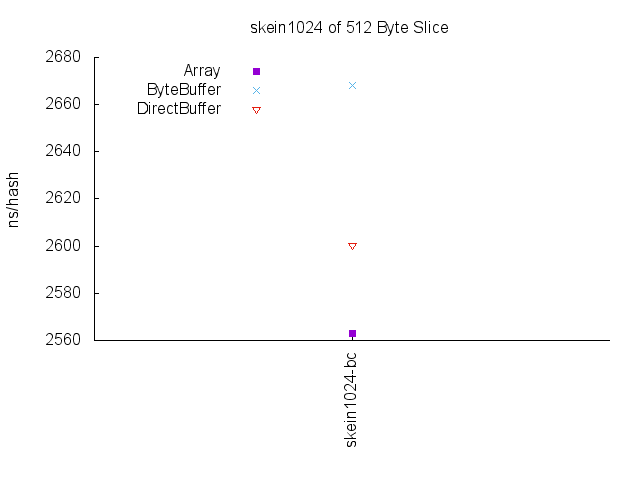 skein1024 of 512 Byte Slice
2680
2660
2640
2620
2600
2580
2560
ns/hash
Array
ByteBuffer
DirectBuffer
skein1024-bc